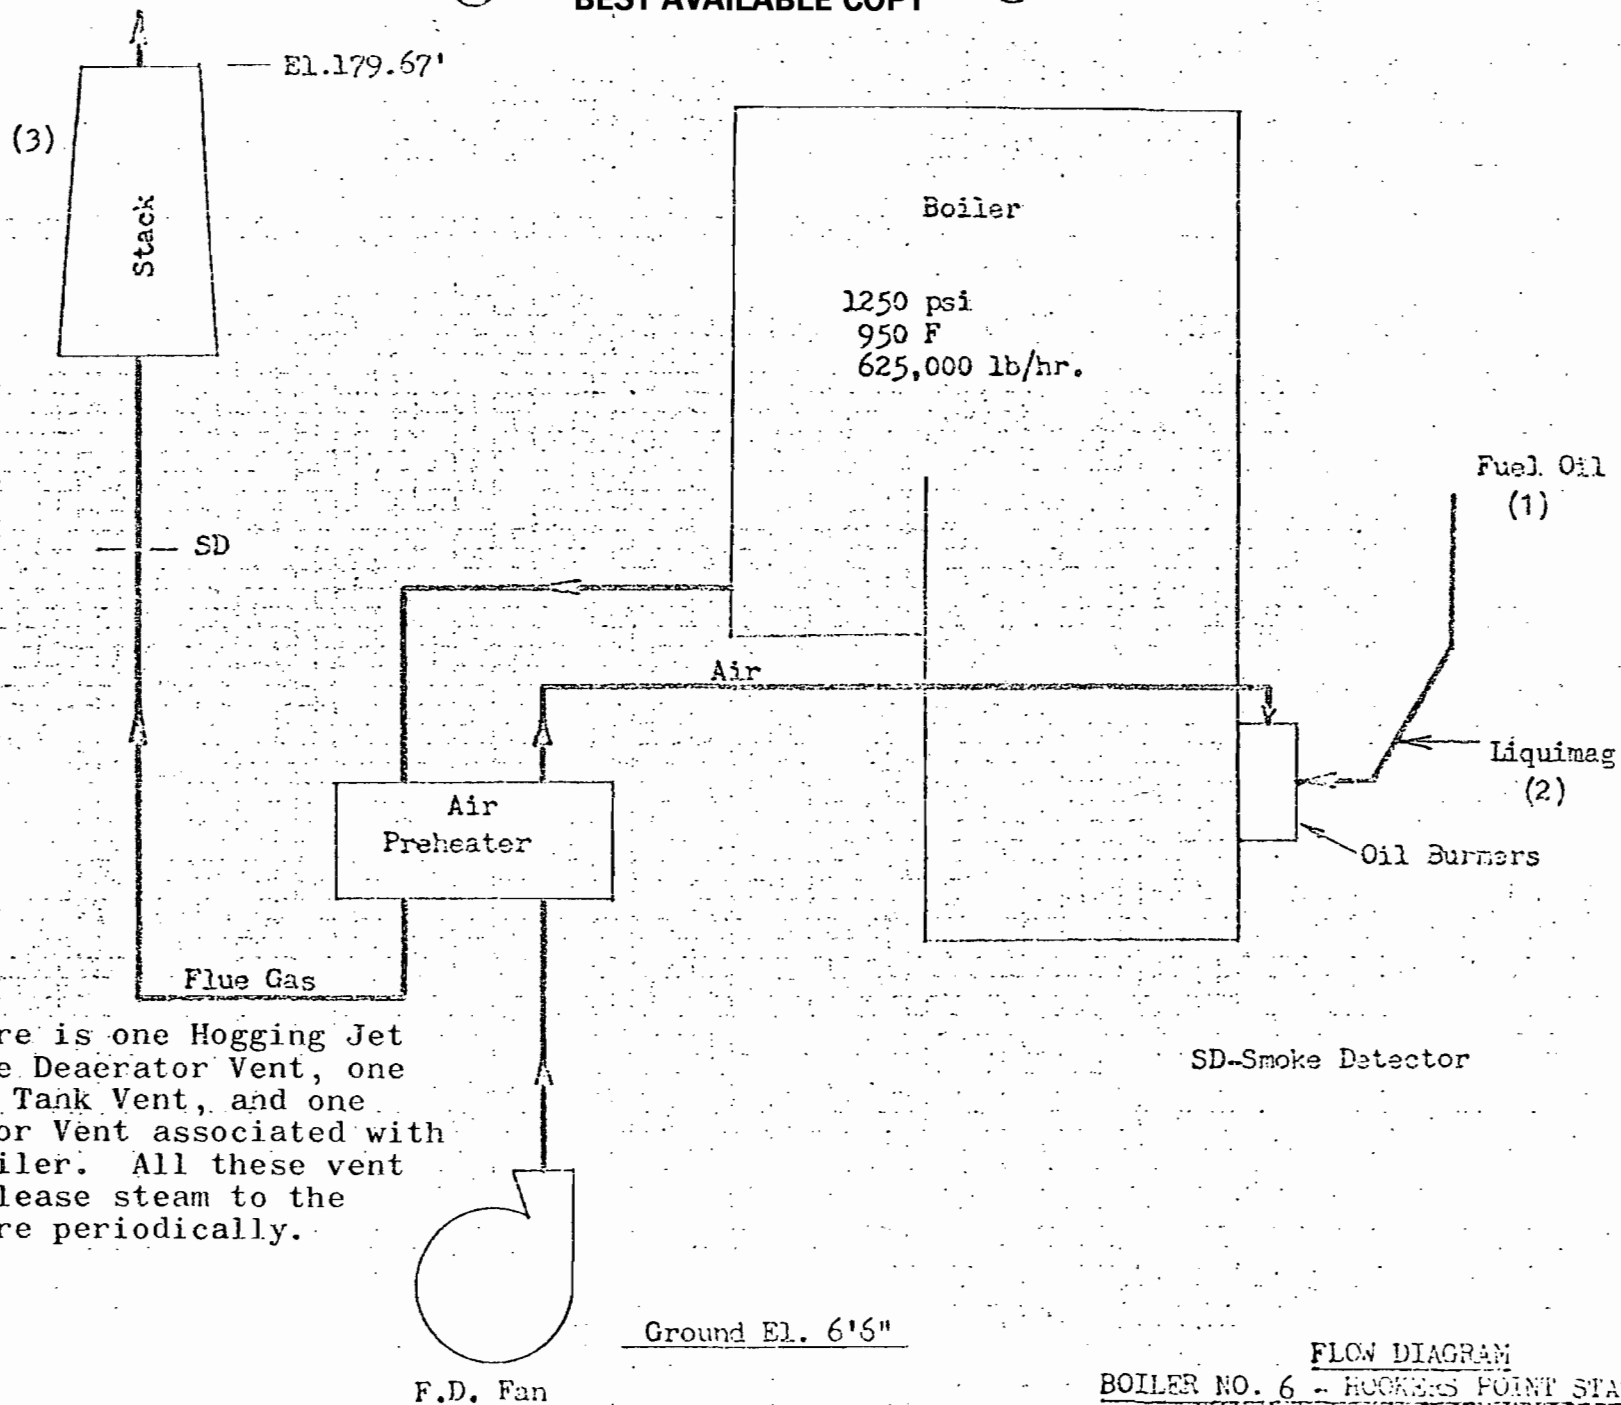 BEST AVAILABLE COPY
El.179.67'
(3)
Stack
Boiler
1250 psi
950 F
625,000 lb/hr.
Fuel Oil
(1)
SD
Air
Liquimag
(2)
Air
Preheater
Oil Burners
Flue Gas
re is one Hogging Jet
e Deaerator Vent, one
Tank Vent, and one
or Vent associated with
iler. All these vent
lease steam to the
re periodically.
SD-Smoke Detector
Ground El. 6'6"
F.D. Fan
FLOW DIAGRAM
BOILER NO. 6 - HOOKERS POINT STA